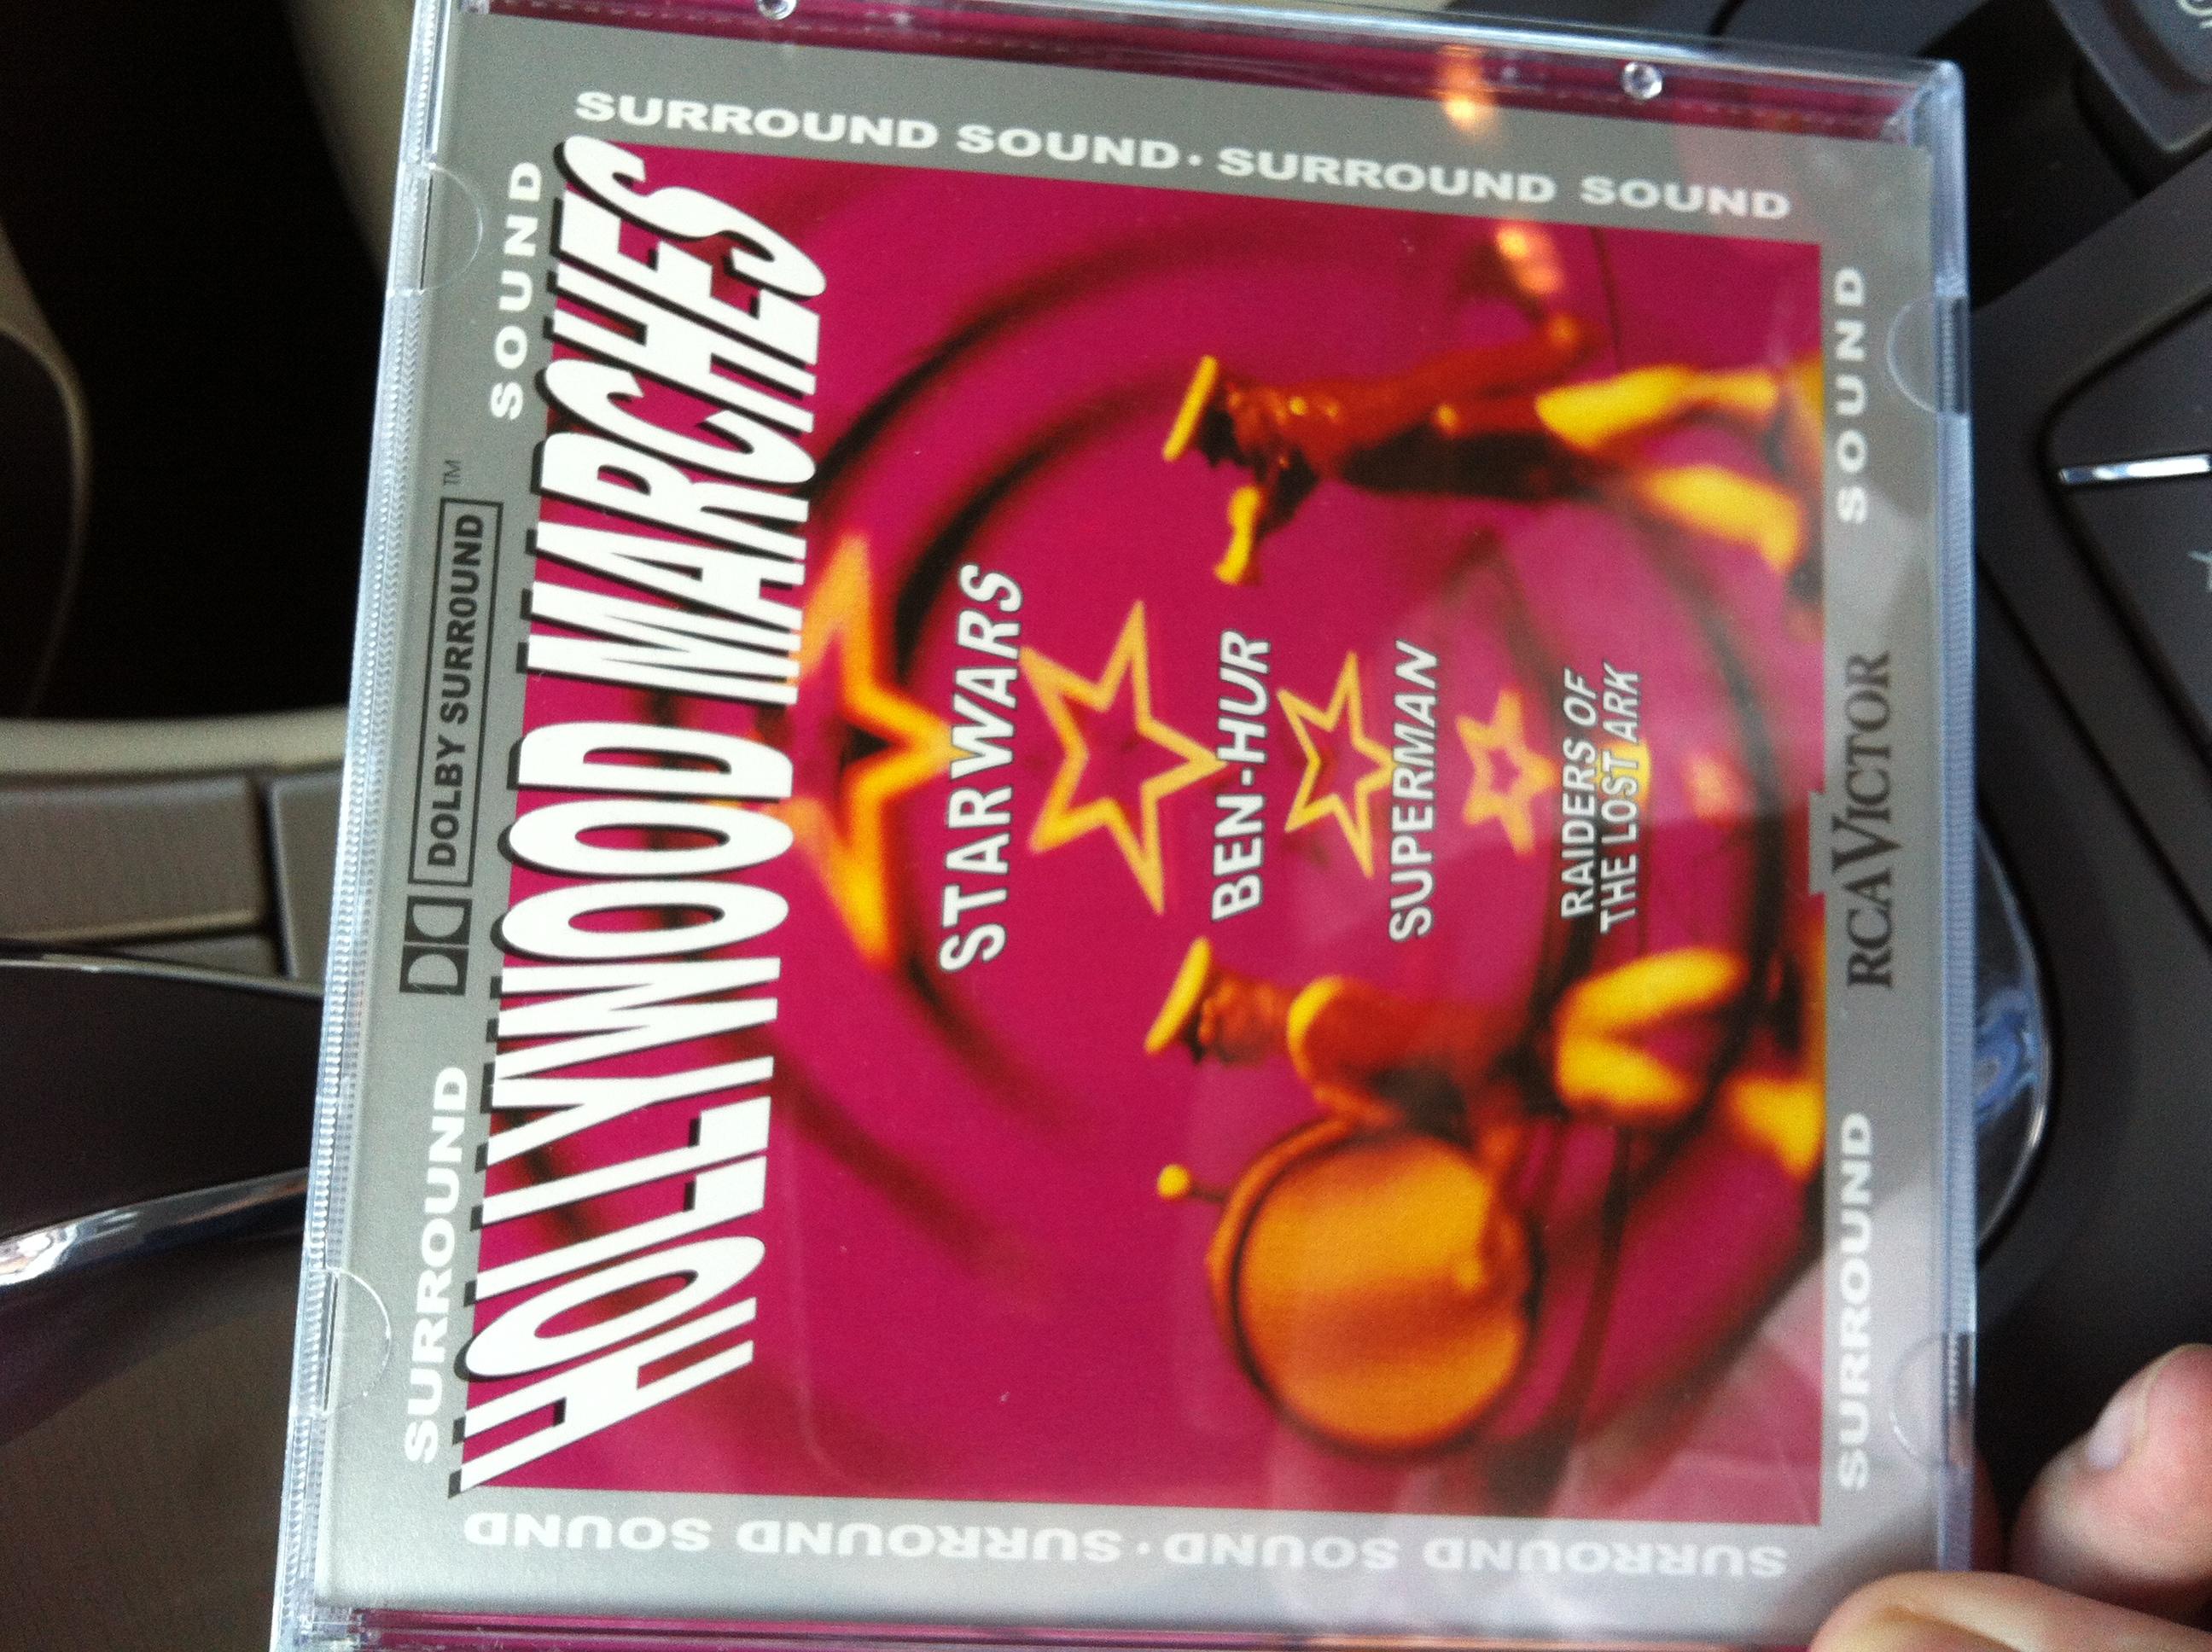 DOLBY SURROUND™
SURROUND SOUND
HOLLYWOOD MARCHES
STAR WARS
BEN-HUR
SUPERMAN
RAIDERS OF
THE LOST ARK
SURROUND SOUND · SURROUND SOUND
SURROUND SOUND · SURROUND SOUND
SURROUND RCA VICTOR SOUND